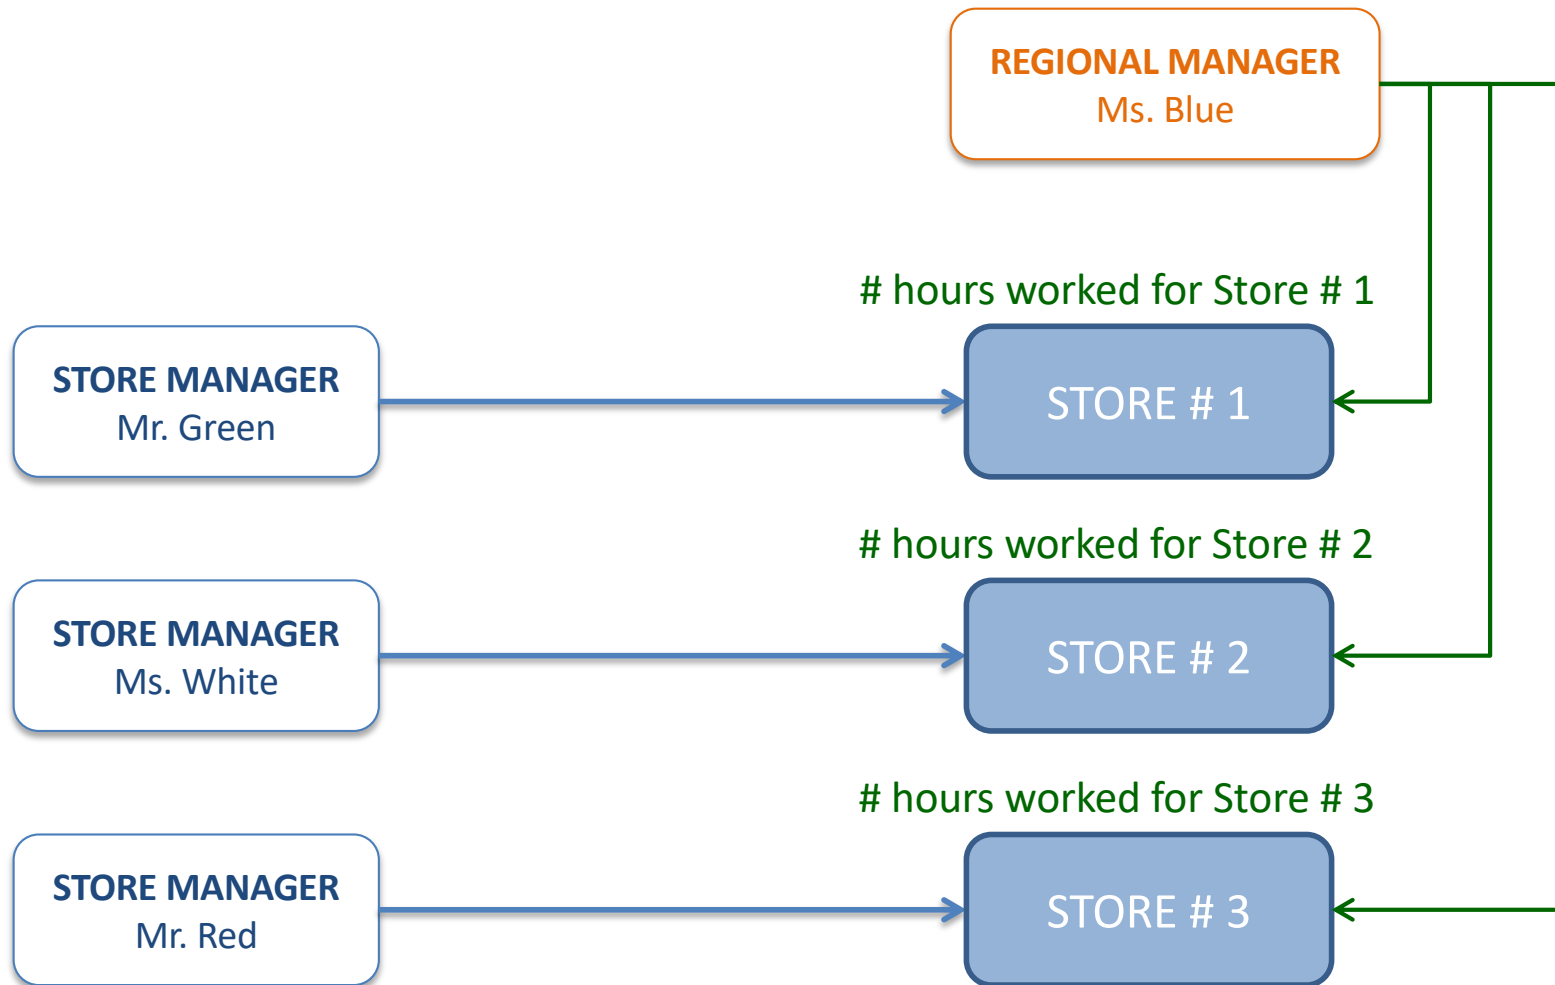 REGIONAL MANAGER
Ms. Blue
# hours worked for Store # 1
STORE MANAGER
Mr. Green
STORE # 1
# hours worked for Store # 2
STORE MANAGER
Ms. White
STORE # 2
# hours worked for Store # 3
STORE MANAGER
Mr. Red
STORE # 3